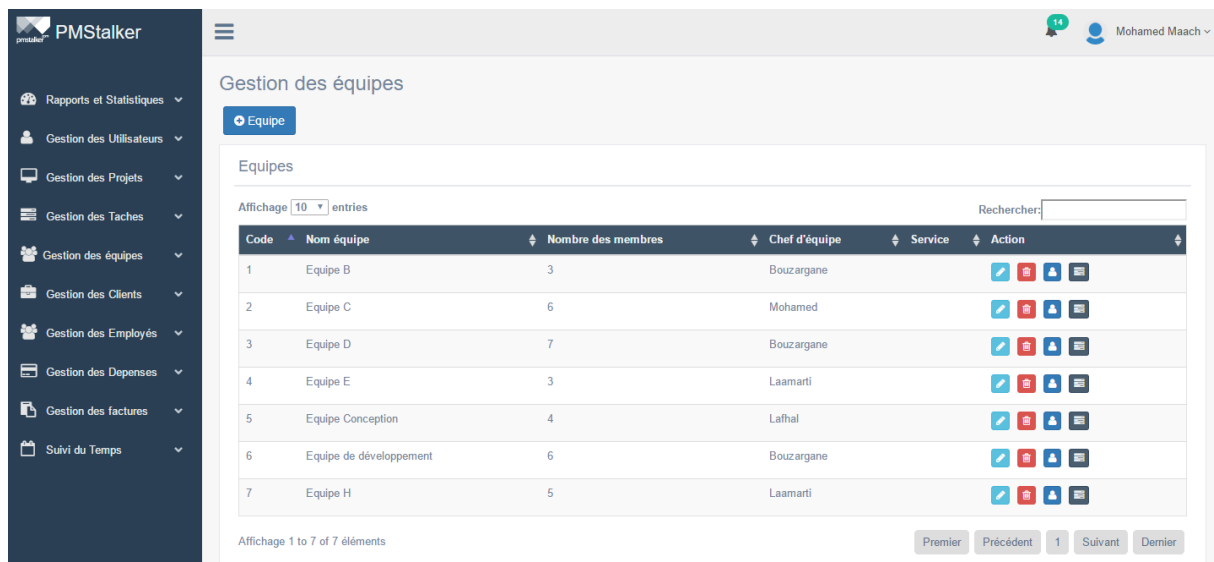 pmstalker PMStalker
14
Mohamed Maach
Rapports et Statistiques
Gestion des Utilisateurs
Gestion des Projets
Gestion des Taches
Gestion des équipes
Gestion des Clients
Gestion des Employés
Gestion des Depenses
Gestion des factures
Suivi du Temps
Gestion des équipes
Equipe
Equipes
Affichage 10 entries
Rechercher:
Code Nom équipe Nombre des membres Chef d'équipe Service Action
1 Equipe B 3 Bouzargane
2 Equipe C 6 Mohamed
3 Equipe D 7 Bouzargane
4 Equipe E 3 Laamarti
5 Equipe Conception 4 Lafhal
6 Equipe de développement 6 Bouzargane
7 Equipe H 5 Laamarti
Affichage 1 to 7 of 7 éléments
Premier Précédent 1 Suivant Dernier